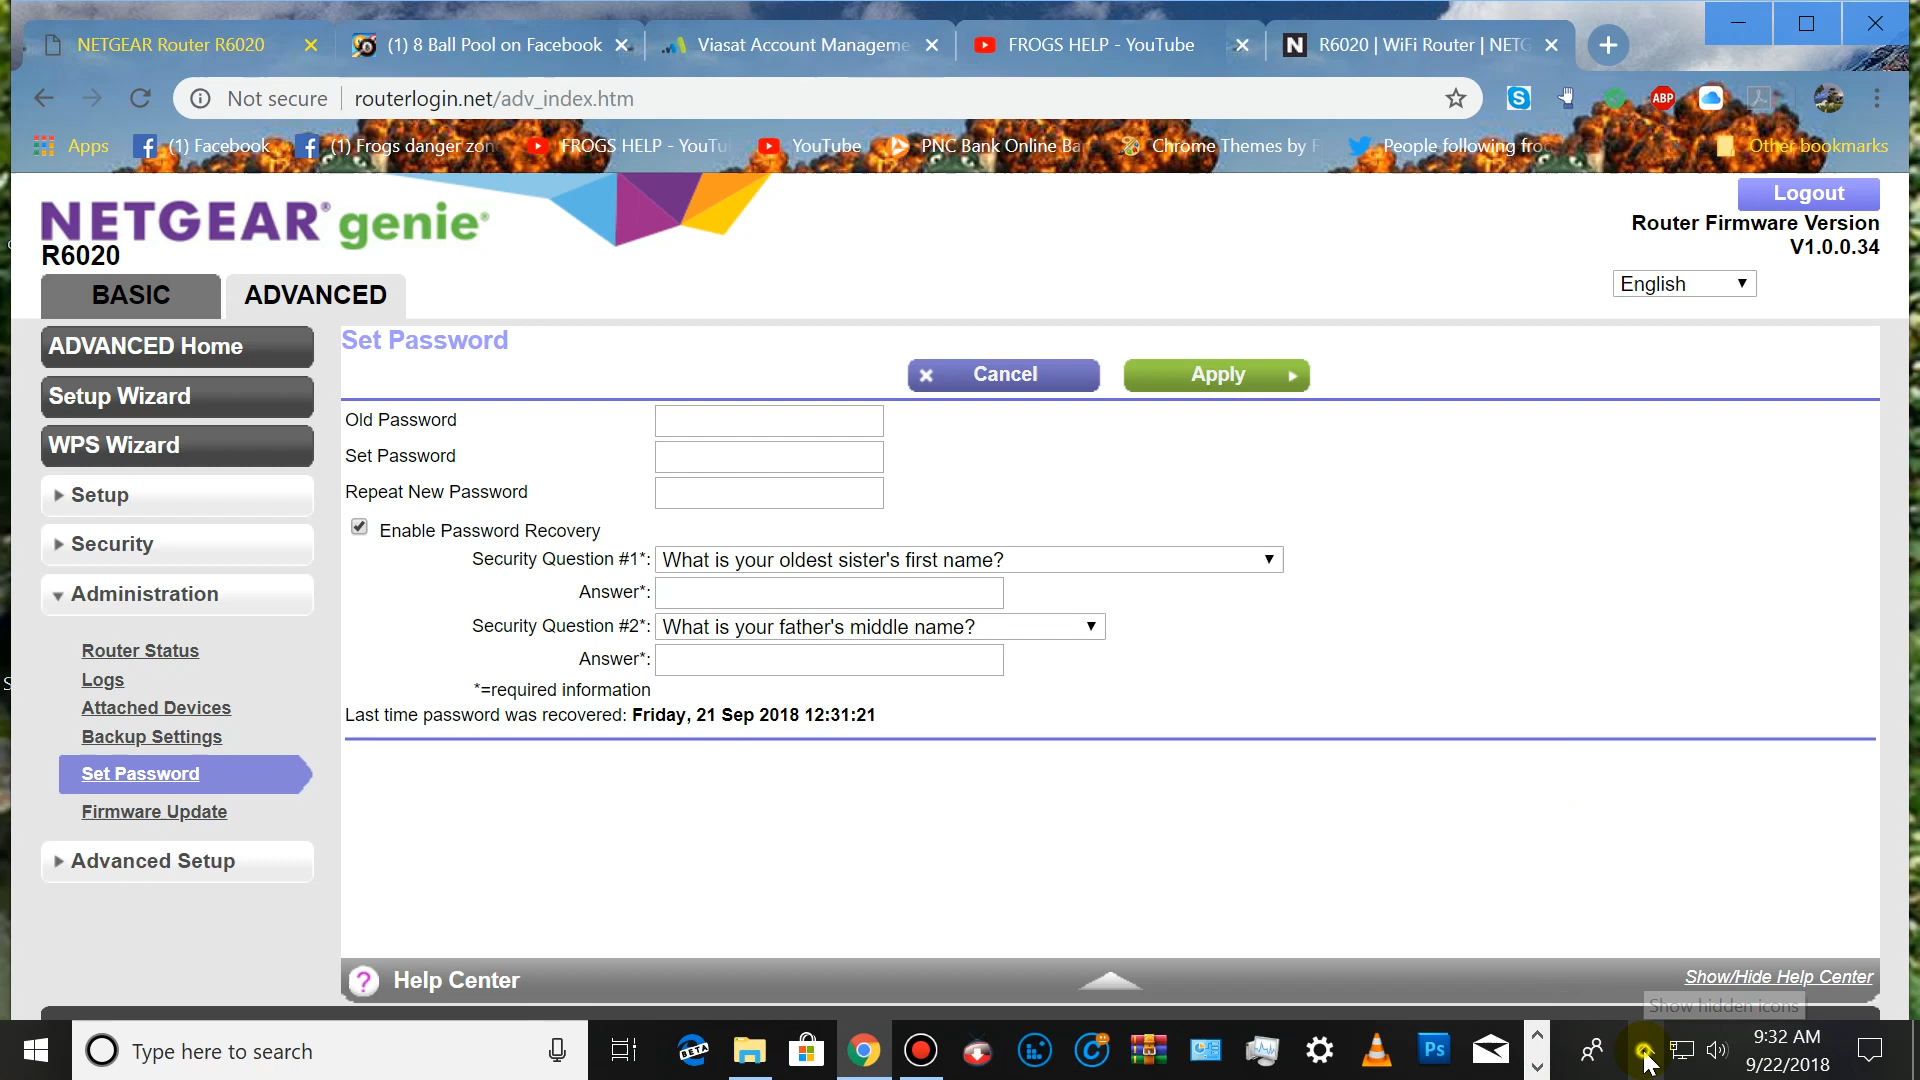 NETGEAR Router R6020
(1) 8 Ball Pool on Facebook
Viasat Account Manageme
FROGS HELP - YouTube
R6020 | WiFi Router | NETG
Not secure
routerlogin.net/adv_index.htm
ABP
Apps
(1) Facebook
(1) Frogs danger zon
FROGS HELP - YouTu
YouTube
PNC Bank Online Ba
Chrome Themes by F
People following fro
Other bookmarks
NETGEAR® genie®
R6020
Logout
Router Firmware Version
V1.0.0.34
English
BASIC
ADVANCED
ADVANCED Home
Setup Wizard
WPS Wizard
Setup
Security
Administration
Router Status
Logs
Attached Devices
Backup Settings
Set Password
Firmware Update
Advanced Setup
Set Password
Cancel
Apply
Old Password
Set Password
Repeat New Password
Enable Password Recovery
Security Question #1*: What is your oldest sister's first name?
Answer*:
Security Question #2*: What is your father's middle name?
Answer*:
*=required information
Last time password was recovered: Friday, 21 Sep 2018 12:31:21
? Help Center
Show/Hide Help Center
Show hidden icons
Type here to search
BETA
Ps
9:32 AM
9/22/2018